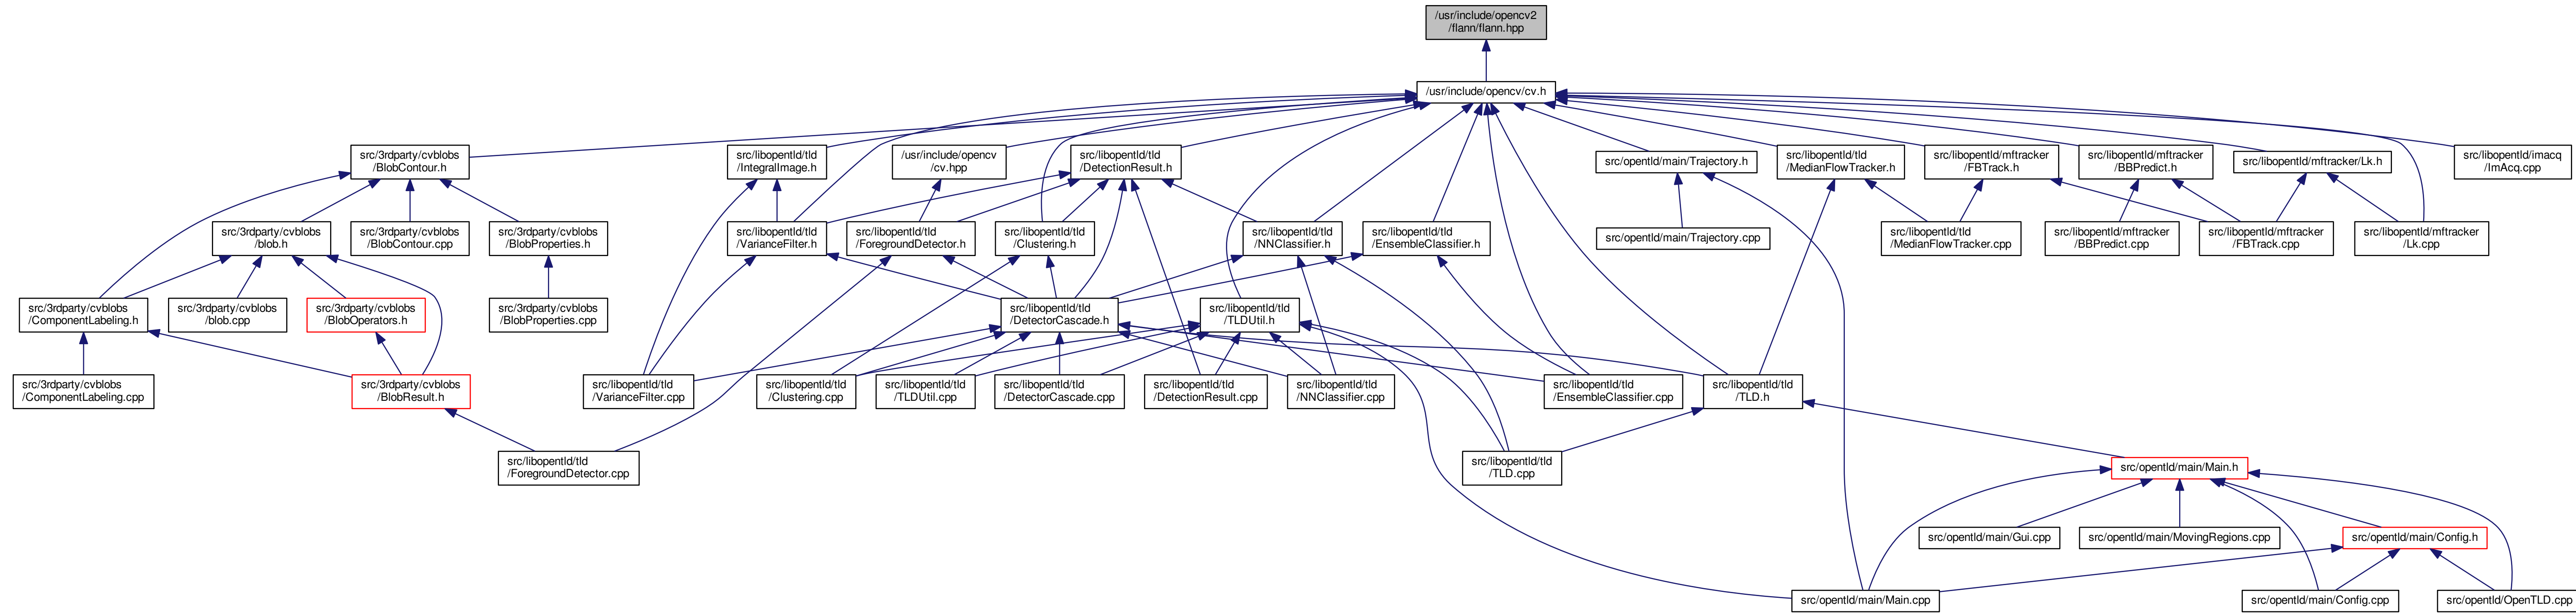 /usr/include/opencv2
/flann/flann.hpp
/usr/include/opencv/cv.h
src/3rdparty/cvblobs
/BlobContour.h
src/libopentld/tld
/IntegralImage.h
/usr/include/opencv
/cv.hpp
src/libopentld/tld
/DetectionResult.h
src/opentld/main/Trajectory.h
src/libopentld/tld
/MedianFlowTracker.h
src/libopentld/mftracker
/FBTrack.h
src/libopentld/mftracker
/BBPredict.h
src/libopentld/mftracker/Lk.h
src/libopentld/imacq
/ImAcq.cpp
src/3rdparty/cvblobs
/blob.h
src/3rdparty/cvblobs
/BlobContour.cpp
src/3rdparty/cvblobs
/BlobProperties.h
src/libopentld/tld
/VarianceFilter.h
src/libopentld/tld
/ForegroundDetector.h
src/libopentld/tld
/Clustering.h
src/libopentld/tld
/NNClassifier.h
src/libopentld/tld
/EnsembleClassifier.h
src/opentld/main/Trajectory.cpp
src/libopentld/tld
/MedianFlowTracker.cpp
src/libopentld/mftracker
/BBPredict.cpp
src/libopentld/mftracker
/FBTrack.cpp
src/libopentld/mftracker
/Lk.cpp
src/3rdparty/cvblobs
/ComponentLabeling.h
src/3rdparty/cvblobs
/blob.cpp
src/3rdparty/cvblobs
/BlobOperators.h
src/3rdparty/cvblobs
/BlobProperties.cpp
src/libopentld/tld
/DetectorCascade.h
src/libopentld/tld
/TLDUtil.h
src/3rdparty/cvblobs
/ComponentLabeling.cpp
src/3rdparty/cvblobs
/BlobResult.h
src/libopentld/tld
/VarianceFilter.cpp
src/libopentld/tld
/Clustering.cpp
src/libopentld/tld
/TLDUtil.cpp
src/libopentld/tld
/DetectorCascade.cpp
src/libopentld/tld
/DetectionResult.cpp
src/libopentld/tld
/NNClassifier.cpp
src/libopentld/tld
/EnsembleClassifier.cpp
src/libopentld/tld
/TLD.h
src/libopentld/tld
/ForegroundDetector.cpp
src/libopentld/tld
/TLD.cpp
src/opentld/main/Main.h
src/opentld/main/Gui.cpp
src/opentld/main/MovingRegions.cpp
src/opentld/main/Config.h
src/opentld/main/Main.cpp
src/opentld/main/Config.cpp
src/opentld/OpenTLD.cpp